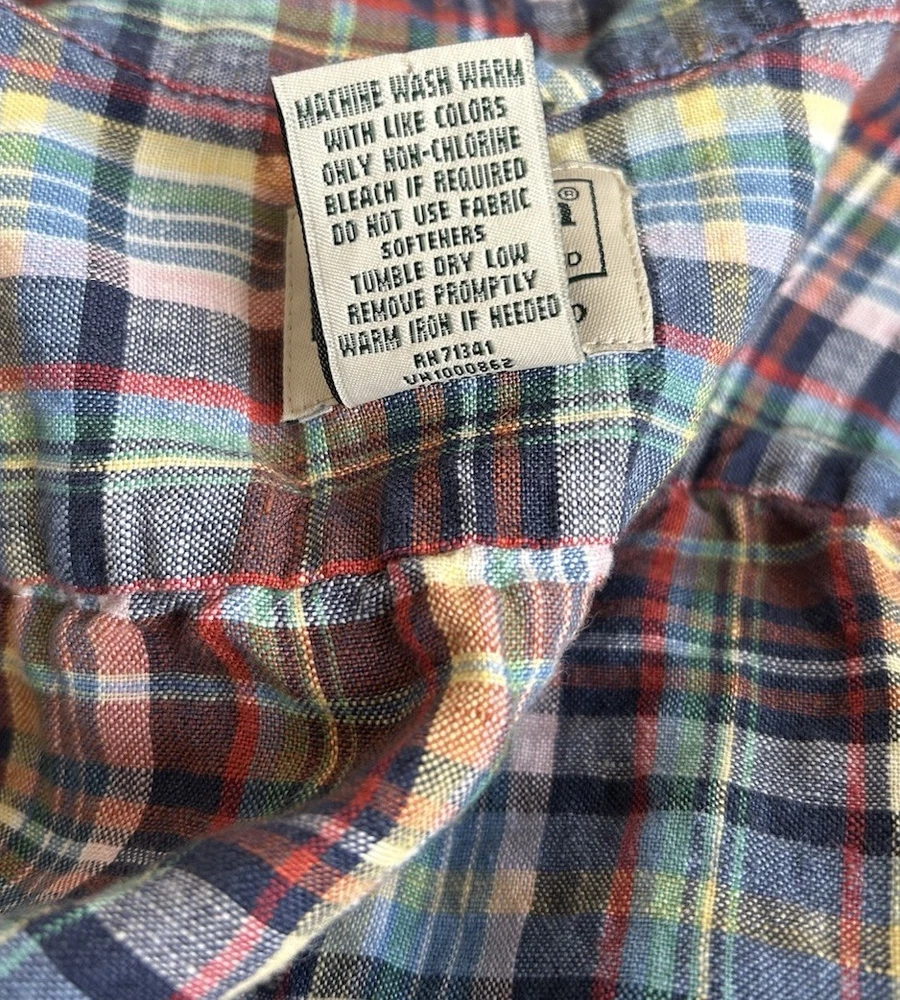 MACHINE WASH WARM
WITH LIKE COLORS
ONLY NON-CHLORINE
BLEACH IF REQUIRED
DO NOT USE FABRIC
SOFTENERS
TUMBLE DRY LOW
REMOVE PROMPTLY
WARM IRON IF NEEDED
RN71341
VN1000862
®